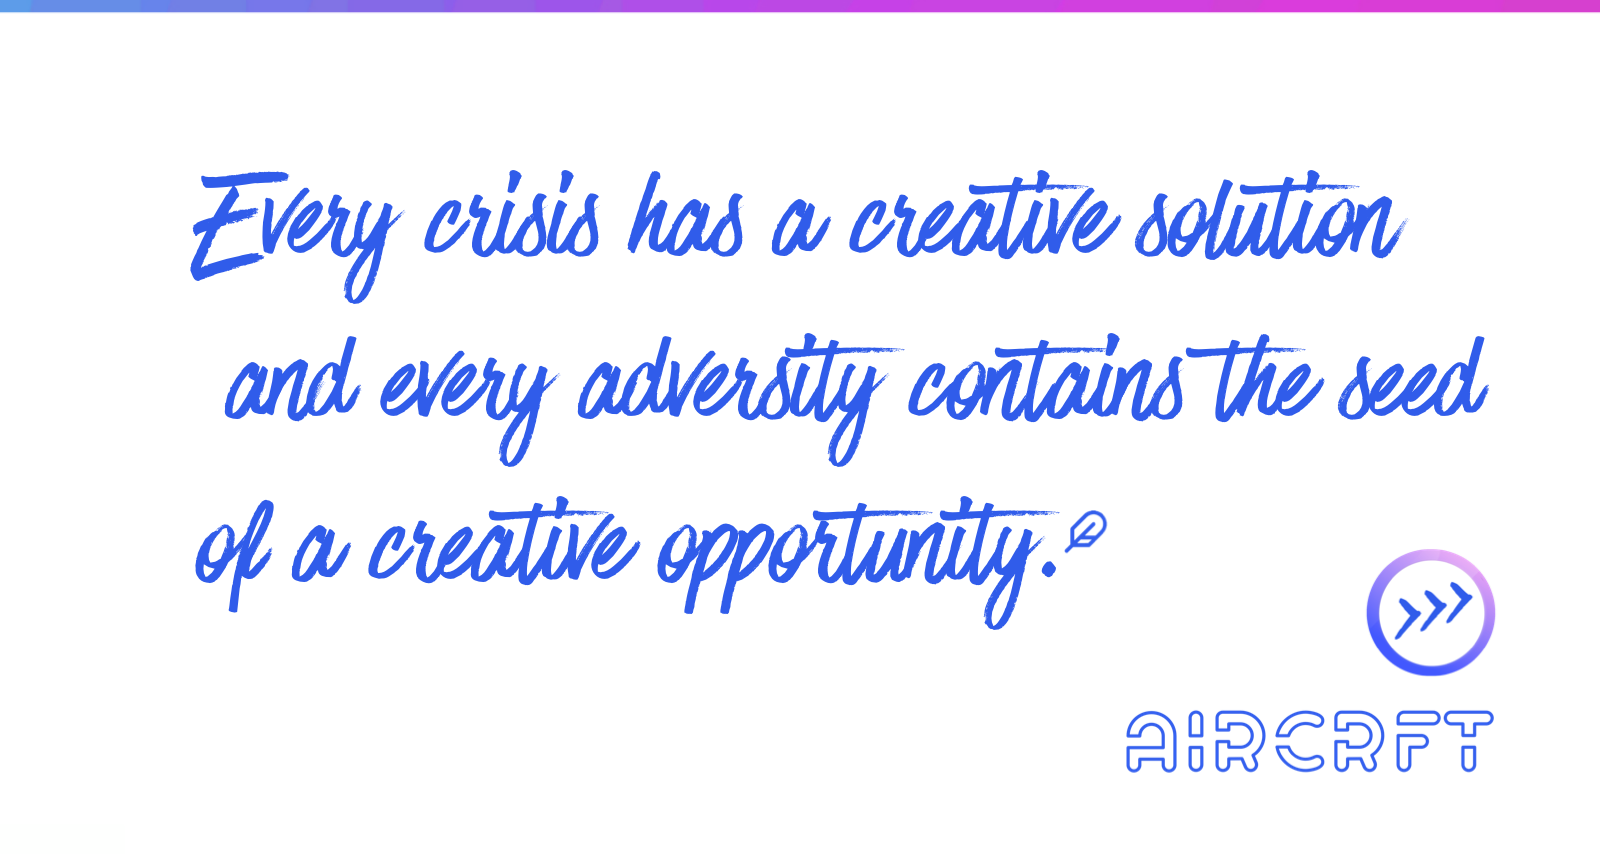 Every crisis has a creative solution
and every adversity contains the seed
of a creative opportunity.
AIRCRFT